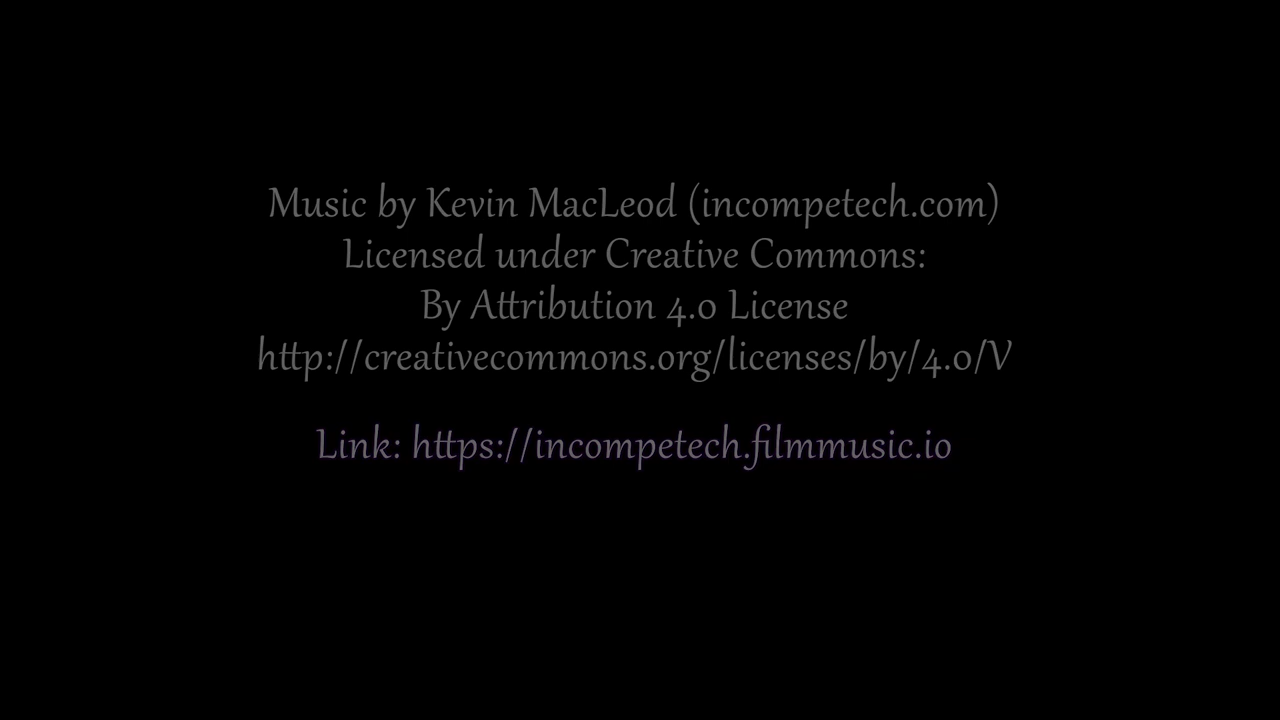 Music by Kevin MacLeod (incompetech.com)
Licensed under Creative Commons:
By Attribution 4.0 License
http://creativecommons.org/licenses/by/4.0/V
Link: https://incompetech.filmmusic.io